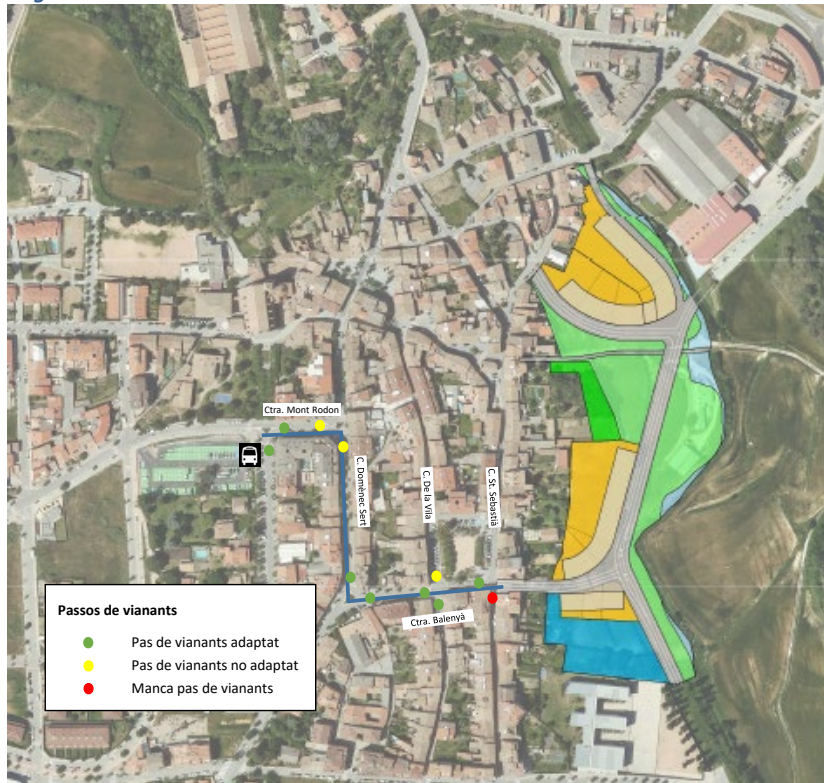 Ctra. Mont Rodon
C. Domènec Sert
C. De la Vila
C. St. Sebastià
Ctra. Balenyà
Passos de vianants
Pas de vianants adaptat
Pas de vianants no adaptat
Manca pas de vianants